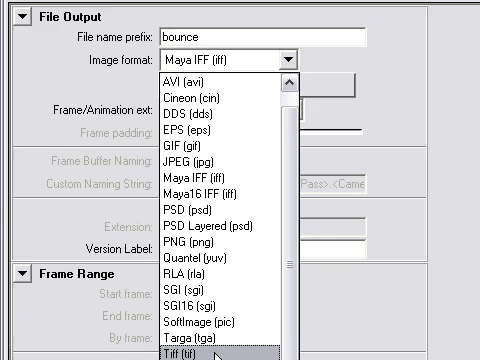 File Output
File name prefix: bounce
Image format: Maya IFF (iff)
AVI (avi)
Cineon (cin)
Frame/Animation ext:
DDS (dds)
EPS (eps)
Frame padding:
GIF (gif)
Frame Buffer Naming:
JPEG (jpg)
Maya IFF (iff)
Custom Naming String:
Pass>.<Came
Maya16 IFF (iff)
PSD (psd)
PSD Layered (psd)
Extension:
PNG (png)
Version Label:
Quantel (yuv)
Frame Range
RLA (rla)
SGI (sgi)
Start frame:
SGI16 (sgi)
End frame:
SoftImage (pic)
By frame:
Targa (tga)
Tiff (tif)